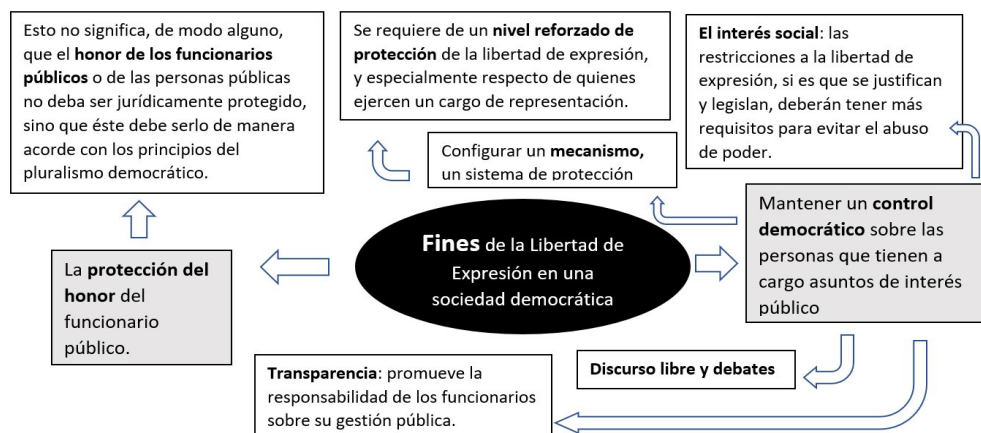 Esto no significa, de modo alguno,
que el honor de los funcionarios
públicos o de las personas públicas
no deba ser jurídicamente protegido,
sino que éste debe serlo de manera
acorde con los principios del
pluralismo democrático.
Se requiere de un nivel reforzado de
protección de la libertad de expresión,
y especialmente respecto de quienes
ejercen un cargo de representación.
El interés social: las
restricciones a la libertad de
expresión, si es que se justifican
y legislan, deberán tener más
requisitos para evitar el abuso
de poder.
Configurar un mecanismo,
un sistema de protección
Mantener un control
democrático sobre las
personas que tienen a
cargo asuntos de interés
público
Fines de la Libertad de
Expresión en una
sociedad democrática
La protección del
honor del
funcionario
público.
Discurso libre y debates
Transparencia: promueve la
responsabilidad de los funcionarios
sobre su gestión pública.